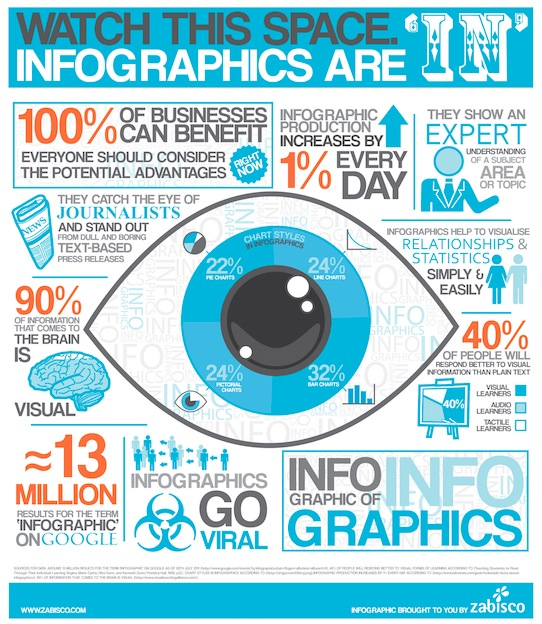 WATCH THIS SPACE.
INFOGRAPHICS ARE 'IN'
100% OF BUSINESSES
CAN BENEFIT
EVERYONE SHOULD CONSIDER
THE POTENTIAL ADVANTAGES
RIGHT
NOW
INFOGRAPHIC
PRODUCTION
INCREASES BY
1% EVERY
DAY
THEY SHOW AN
EXPERT
UNDERSTANDING
OF A SUBJECT
AREA
OR TOPIC
THEY CATCH THE EYE OF
JOURNALISTS
AND STAND OUT
FROM DULL AND BORING
TEXT-BASED
PRESS RELEASES
NEWS
CHART STYLES
IN INFOGRAPHICS
22%
PIE CHARTS
24%
LINE CHARTS
24%
PICTORIAL
CHARTS
32%
BAR CHARTS
INFOGRAPHICS HELP TO VISUALISE
RELATIONSHIPS &
STATISTICS
SIMPLY &
EASILY
90%
OF INFORMATION
THAT COMES TO
THE BRAIN
IS
VISUAL
40%
OF PEOPLE WILL
RESPOND BETTER TO VISUAL
INFORMATION THAN PLAIN TEXT
40%
VISUAL
LEARNERS
AUDIO
LEARNERS
TACTILE
LEARNERS
≈13
MILLION
RESULTS FOR THE TERM
'INFOGRAPHIC'
ON GOOGLE
INFOGRAPHICS
GO
VIRAL
INFO
GRAPHIC OF
INFO
GRAPHICS
WWW.ZABISCO.COM
INFOGRAPHIC BROUGHT TO YOU BY zabisco